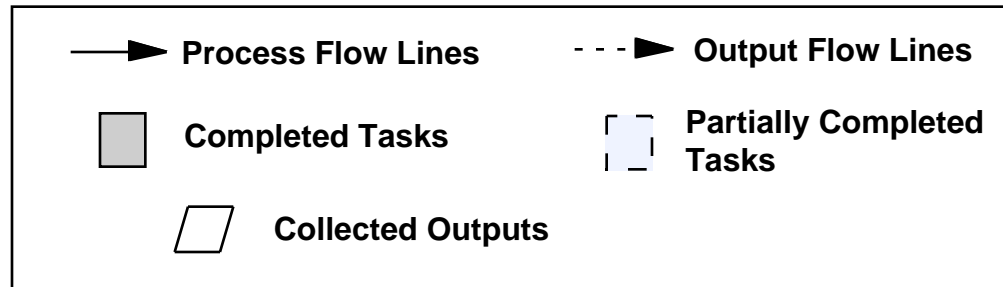 Process Flow Lines
Output Flow Lines
Completed Tasks
Partially Completed
Tasks
Collected Outputs